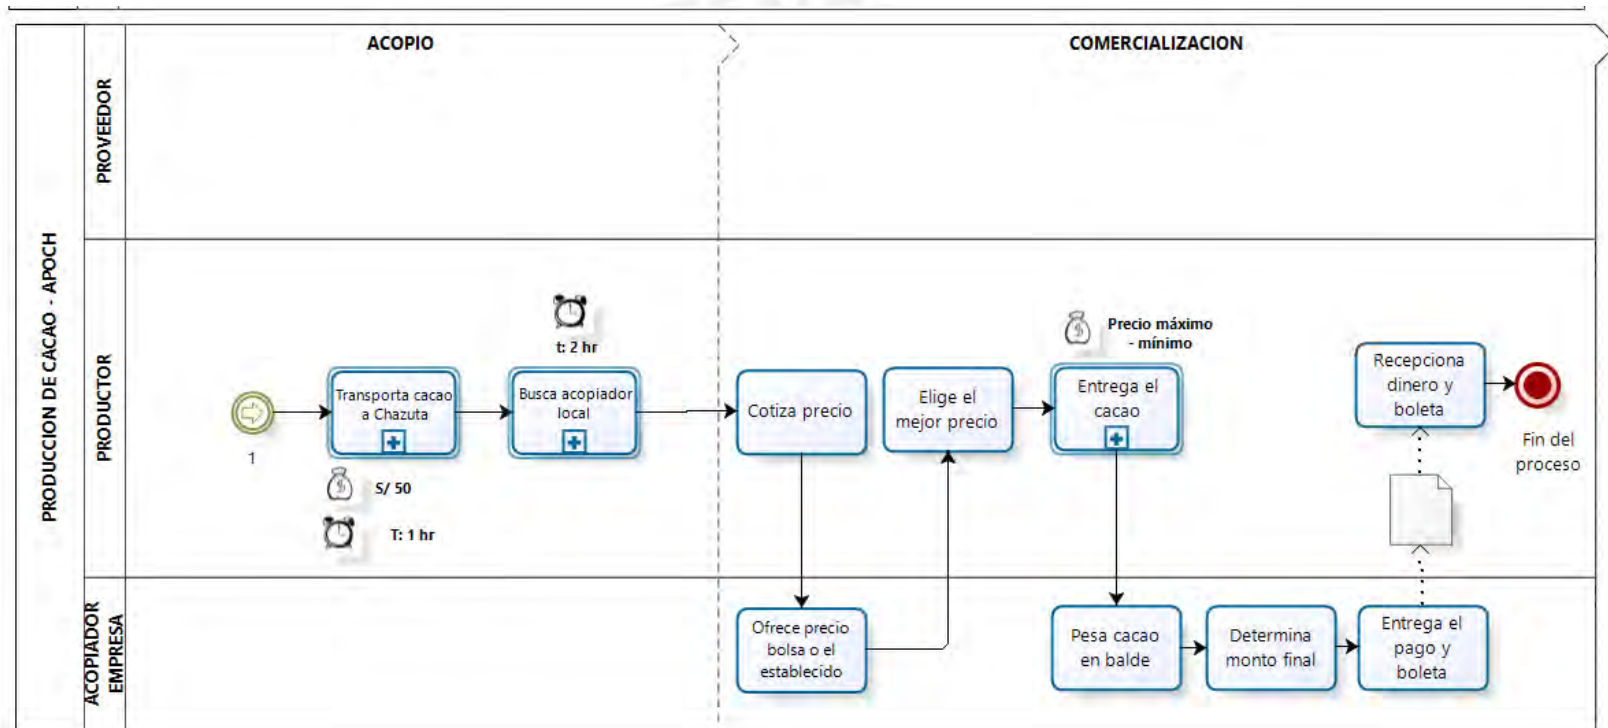 ACOPIO
COMERCIALIZACION
PRODUCCION DE CACAO - APOCH
PROVEEDOR
PRODUCTOR
ACOPIADOR
EMPRESA
1
Transporta cacao
a Chazuta
S/ 50
T: 1 hr
t: 2 hr
Busca acopiador
local
Cotiza precio
Elige el
mejor precio
Precio máximo
- mínimo
Entrega el
cacao
Recepciona
dinero y
boleta
Fin del
proceso
Ofrece precio
bolsa o el
establecido
Pesa cacao
en balde
Determina
monto final
Entrega el
pago y
boleta